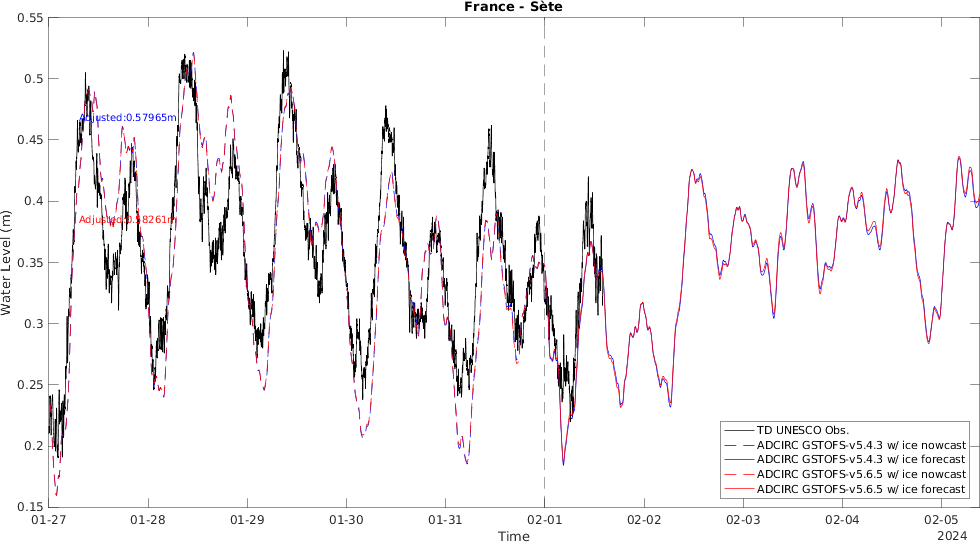 France - Sète
0.55
0.5
0.45
0.4
0.35
0.3
0.25
0.2
0.15
Water Level (m)
Adjusted:0.57965m
Adjusted:0.58261m
TD UNESCO Obs.
ADCIRC GSTOFS-v5.4.3 w/ ice nowcast
ADCIRC GSTOFS-v5.4.3 w/ ice forecast
ADCIRC GSTOFS-v5.6.5 w/ ice nowcast
ADCIRC GSTOFS-v5.6.5 w/ ice forecast
01-27 01-28 01-29 01-30 01-31 02-01 02-02 02-03 02-04 02-05
Time
2024